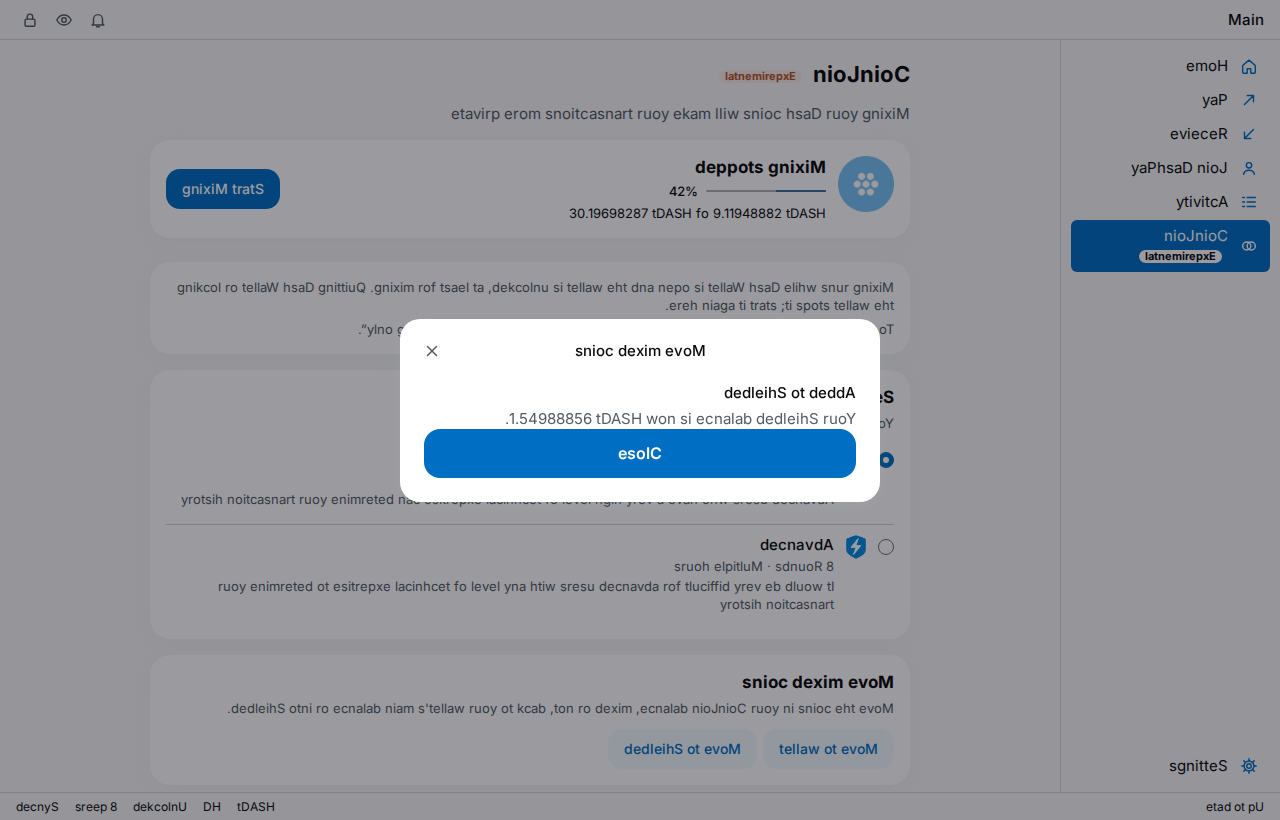 Main
emoH
yaP
evieceR
yaPhsaD nioJ
ytivitcA
nioJnioC
latnemirepxE
sgnitteS
nioJnioC latnemirepxE
etavirp erom snoitcasnart ruoy ekam lliw snioc hsaD ruoy gnixiM
deppots gnixiM
42%
30.19698287 tDASH fo 9.11948882 tDASH
gnixiM tratS
gnikcol ro tellaW hsaD gnittiuQ .gnixim rof tsael ta ,dekcolnu si tellaw eht dna nepo si tellaW hsaD elihw snur gnixiM
.ereh niaga ti trats ;ti spots tellaw eht
snioc dexim evoM
dedleihS ot deddA
.1.54988856 tDASH won si ecnalab dedleihs ruoY
esolC
yrotsih noitcasnart ruoy enimreted nac
decnavdA
sruoh elpitluM · sdnuoR 8
ruoy enimreted ot esitrepxe lacinhcet fo level yna htiw sresu decnavda rof tluciffid yrev eb dluow tI
yrotsih noitcasnart
snioc dexim evoM
.dedleihS otni ro ecnalab niam s'tellaw ruoy ot kcab ,ton ro dexim ,ecnalab nioJnioC ruoy ni snioc eht evoM
tellaw ot evoM
dedleihS ot evoM
decnyS
sreep 8
dekcolnU
DH
tDASH
etad ot pU